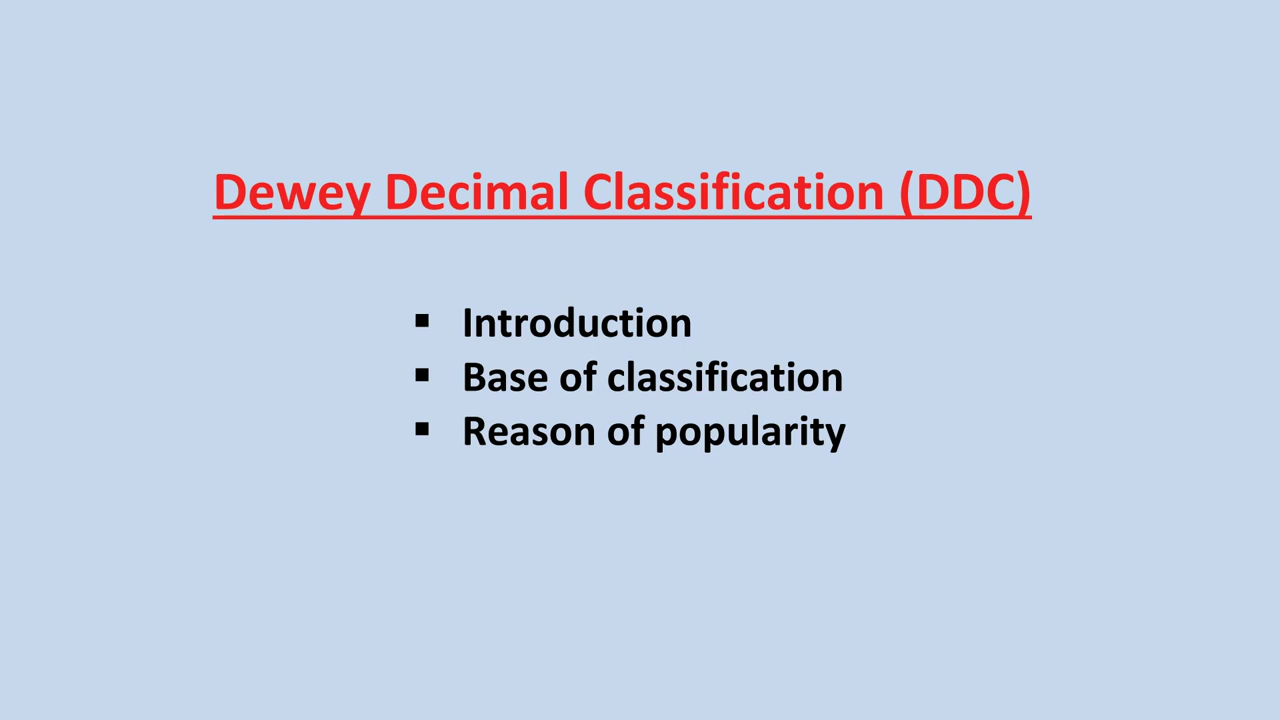 Dewey Decimal Classification (DDC)
▪ Introduction
▪ Base of classification
▪ Reason of popularity